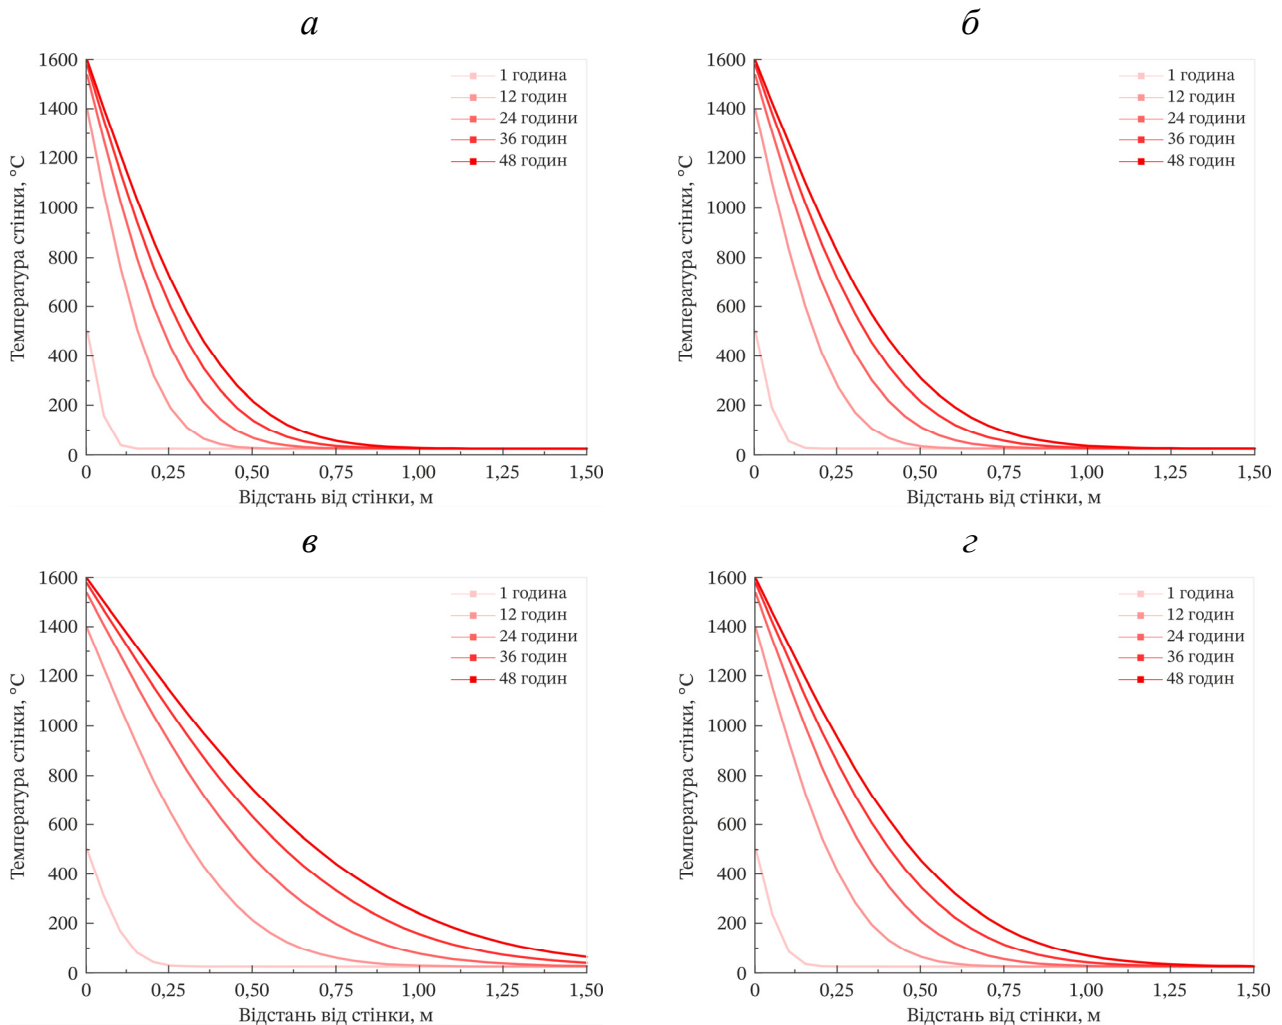 а
1600
1400
1200
1000
800
600
400
200
0
Температура стінки, °C
1 година
12 годин
24 години
36 годин
48 годин
0 0,25 0,50 0,75 1,00 1,25 1,50
Відстань від стінки, м
б
1600
1400
1200
1000
800
600
400
200
0
Температура стінки, °C
1 година
12 годин
24 години
36 годин
48 годин
0 0,25 0,50 0,75 1,00 1,25 1,50
Відстань від стінки, м
в
1600
1400
1200
1000
800
600
400
200
0
Температура стінки, °C
1 година
12 годин
24 години
36 годин
48 годин
0 0,25 0,50 0,75 1,00 1,25 1,50
Відстань від стінки, м
г
1600
1400
1200
1000
800
600
400
200
0
Температура стінки, °C
1 година
12 годин
24 години
36 годин
48 годин
0 0,25 0,50 0,75 1,00 1,25 1,50
Відстань від стінки, м